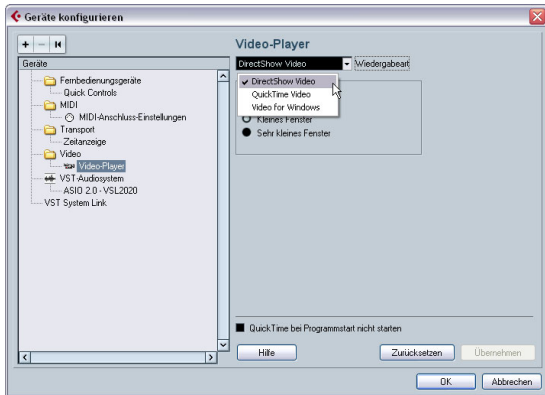 Geräte konfigurieren
Video-Player
Geräte
DirectShow Video
Wiedergabeart
DirectShow Video
QuickTime Video
Video for Windows
Kleines Fenster
Sehr kleines Fenster
Fernbedienungsgeräte
Quick Controls
MIDI
MIDI-Anschluss-Einstellungen
Transport
Zeitanzeige
Video
Video-Player
VST-Audiosystem
ASIO 2.0 - VSL2020
VST System Link
QuickTime bei Programmstart nicht starten
Hilfe
Zurücksetzen
Übernehmen
OK
Abbrechen